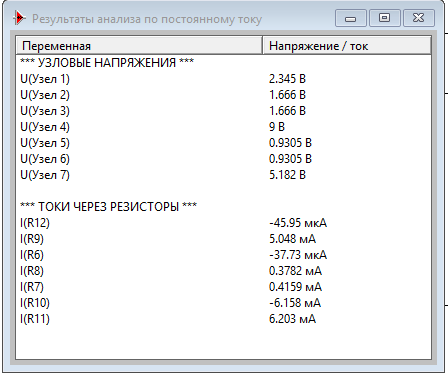 Результаты анализа по постоянному току
Переменная Напряжение / ток
*** УЗЛОВЫЕ НАПРЯЖЕНИЯ ***
U(Узел 1) 2.345 В
U(Узел 2) 1.666 В
U(Узел 3) 1.666 В
U(Узел 4) 9 В
U(Узел 5) 0.9305 В
U(Узел 6) 0.9305 В
U(Узел 7) 5.182 В
*** ТОКИ ЧЕРЕЗ РЕЗИСТОРЫ ***
I(R12) -45.95 мкА
I(R9) 5.048 мА
I(R6) -37.73 мкА
I(R8) 0.3782 мА
I(R7) 0.4159 мА
I(R10) -6.158 мА
I(R11) 6.203 мА